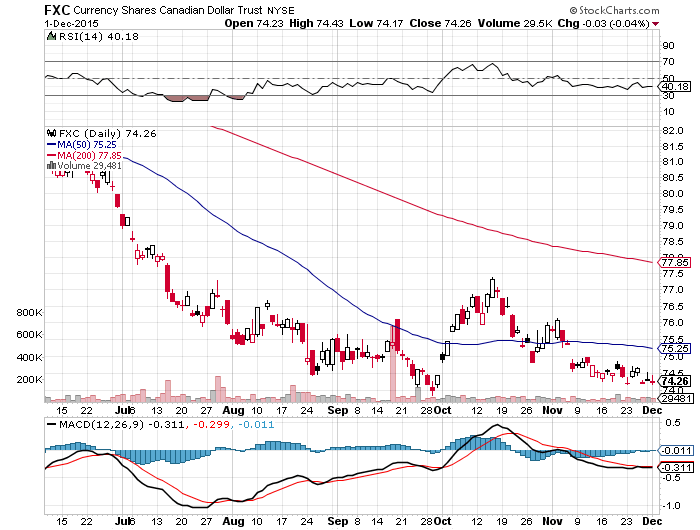 FXC Currency Shares Canadian Dollar Trust NYSE © StockCharts.com
1-Dec-2015 Open 74.23 High 74.43 Low 74.17 Close 74.26 Volume 29.5K Chg -0.03 (-0.04%)
RSI(14) 40.18
90
70
50
40.18
30
10
FXC (Daily) 74.26
MA(50) 75.25
MA(200) 77.85
Volume 29,481
82.0
81.5
81.0
80.5
80.0
79.5
79.0
78.5
77.85
77.5
77.0
76.5
76.0
75.5
75.25
75.0
74.5
74.26
74.0
29481
800K
600K
400K
200K
15 22 Jul 6 13 20 27 Aug 10 17 24 Sep 8 14 21 28 Oct 12 19 26 Nov 9 16 23 Dec
MACD(12,26,9) -0.311, -0.299, -0.011
0.5
-0.011
-0.311
-0.5
-1.0
15 22 Jul 6 13 20 27 Aug 10 17 24 Sep 8 14 21 28 Oct 12 19 26 Nov 9 16 23 Dec